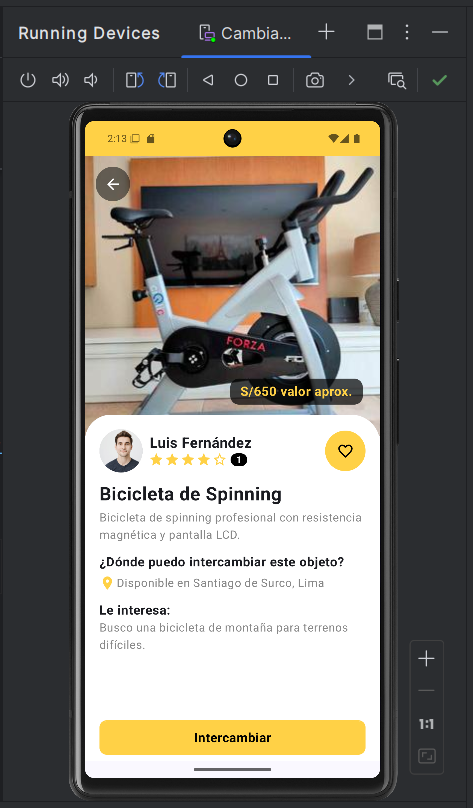 Running Devices
Cambia...
2:13
FORZA
S/650 valor aprox.
Luis Fernández
1
Bicicleta de Spinning
Bicicleta de spinning profesional con resistencia
magnética y pantalla LCD.
¿Dónde puedo intercambiar este objeto?
Disponible en Santiago de Surco, Lima
Le interesa:
Busco una bicicleta de montaña para terrenos
difíciles.
Intercambiar
1:1